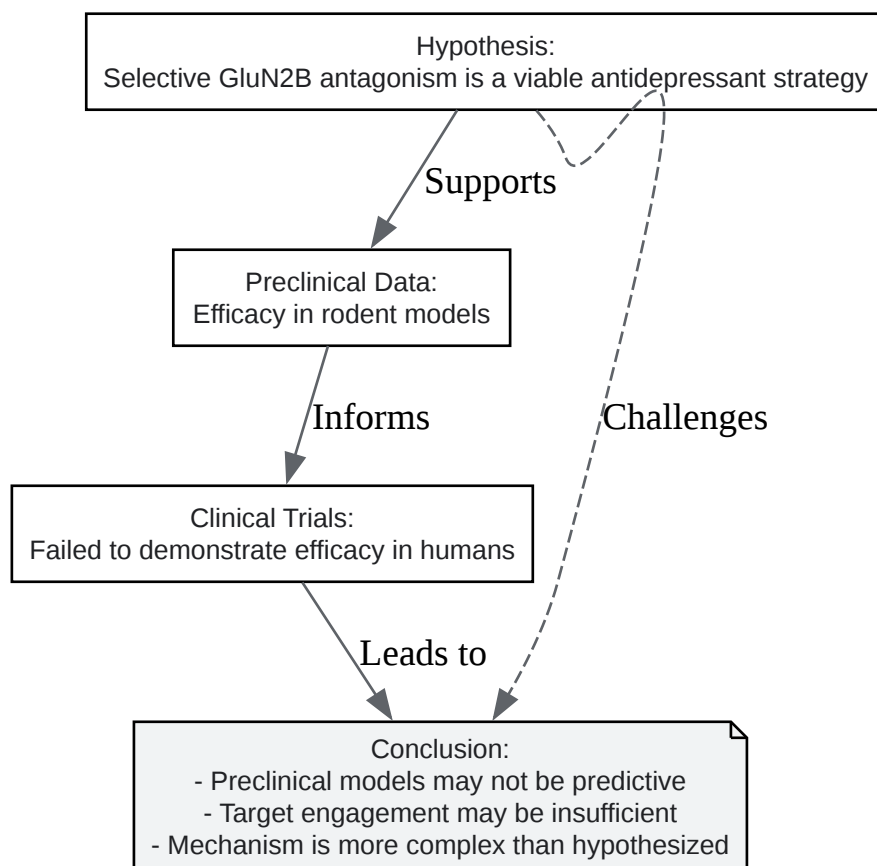 Hypothesis:
Selective GluN2B antagonism is a viable antidepressant strategy
Supports
Preclinical Data:
Efficacy in rodent models
Informs
Challenges
Clinical Trials:
Failed to demonstrate efficacy in humans
Leads to
Conclusion:
- Preclinical models may not be predictive
- Target engagement may be insufficient
- Mechanism is more complex than hypothesized